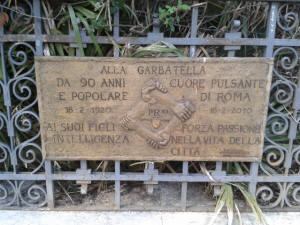 ALLA GARBATELLA
DA 90 ANNI CUORE PULSANTE
E POPOLARE DI ROMA
18-2-1920 18-2-2010
AI SUOI FIGLI FORZA PASSIONE
INTELLIGENZA NELLA VITA DELLA
CITTÀ